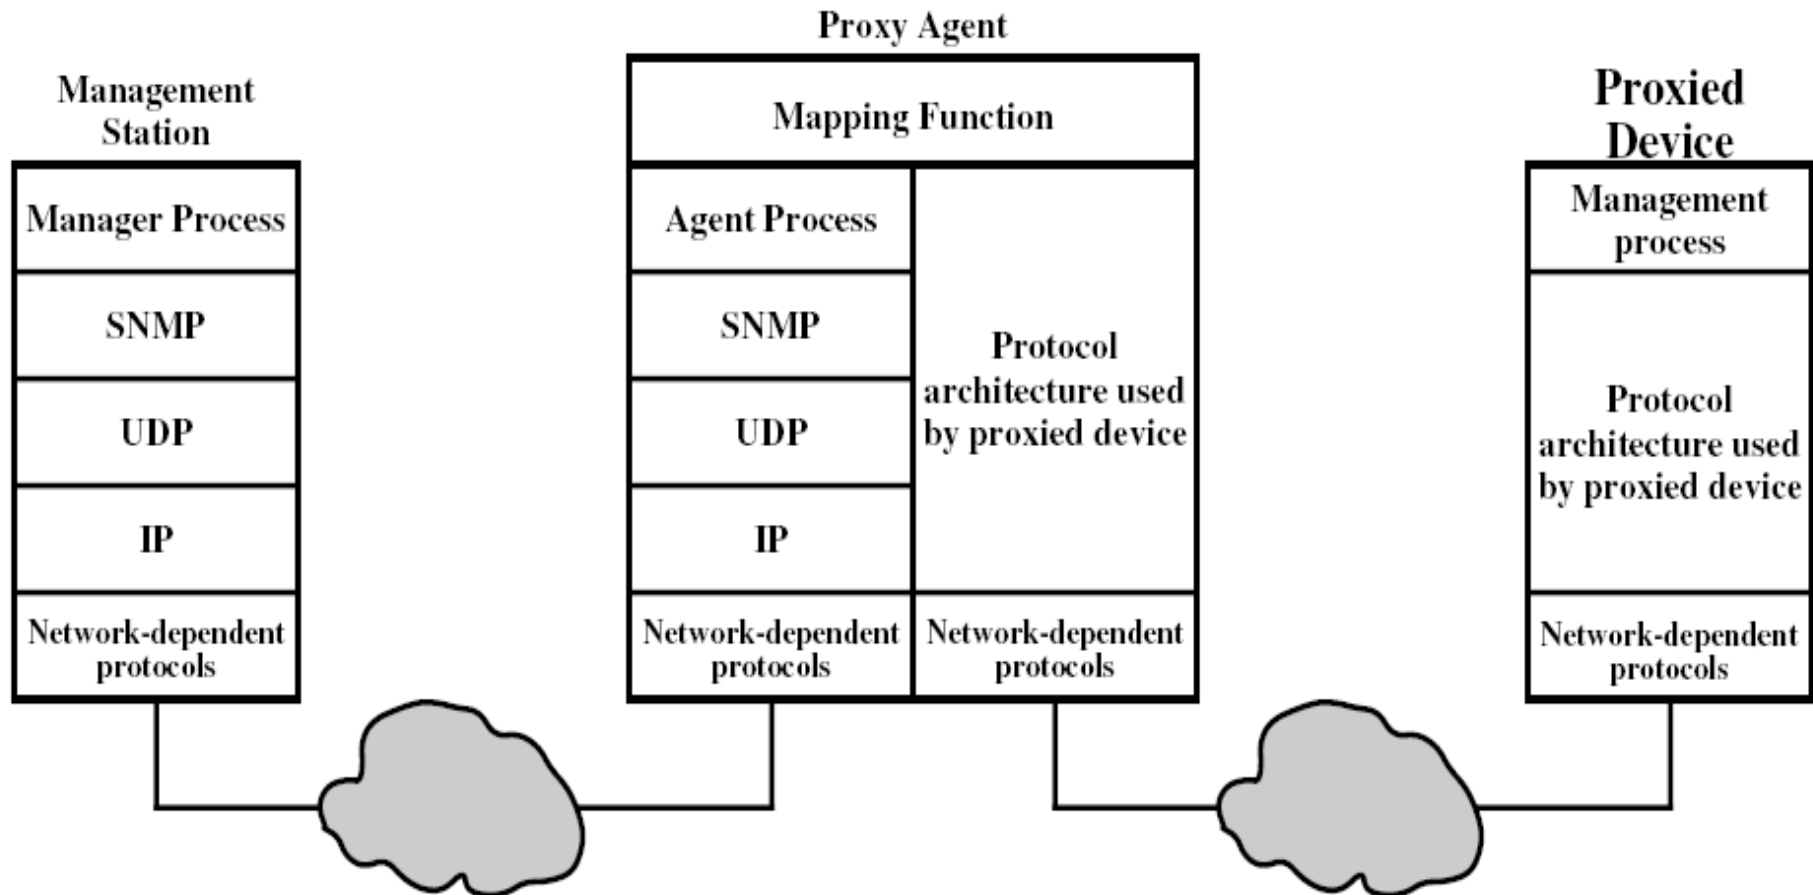 Proxy Agent
Management
Station
Mapping Function
Proxied
Device
Manager Process
SNMP
UDP
IP
Network-dependent
protocols
Agent Process
SNMP
UDP
IP
Network-dependent
protocols
Protocol
architecture used
by proxied device
Network-dependent
protocols
Management
process
Protocol
architecture used
by proxied device
Network-dependent
protocols